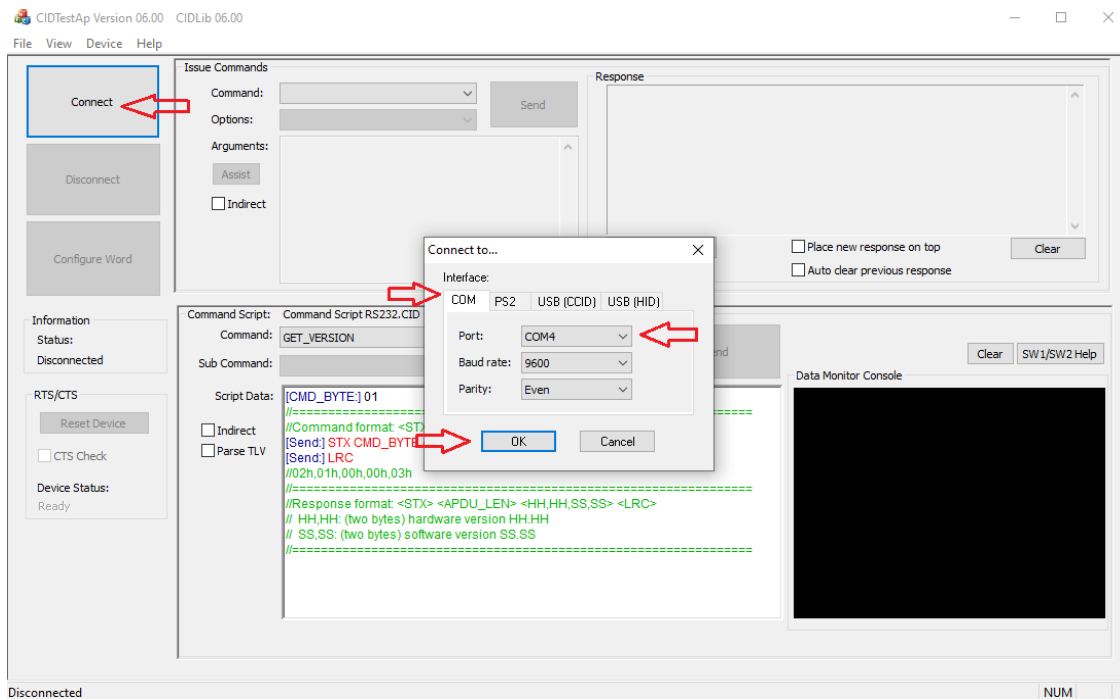 CIDTestAp Version 06.00 CIDLib 06.00
File View Device Help
Connect
Disconnect
Configure Word
Information
Status:
Disconnected
RTS/CTS
Reset Device
CTS Check
Device Status:
Ready
Issue Commands
Command:
Send
Options:
Arguments:
Assist
Indirect
Response
Place new response on top
Auto clear previous response
Clear
Connect to...
Interface:
COM PS2 USB (CCID) USB (HID)
Port: COM4
Baud rate: 9600
Parity: Even
OK Cancel
Command Script: Command Script RS232.CID
Command: GET_VERSION
Sub Command:
Script Data:
Indirect
Parse TLV
[CMD_BYTE:] 01
//==========================================================
//Command format: <ST
[Send:] STX CMD_BYTE
[Send:] LRC
//02h,01h,00h,00h,03h
//==========================================================
//Response format: <STX> <APDU_LEN> <HH,HH,SS,SS> <LRC>
// HH,HH: (two bytes) hardware version HH.HH
// SS,SS: (two bytes) software version SS.SS
//==========================================================
Clear SW1/SW2 Help
Data Monitor Console
Disconnected
NUM